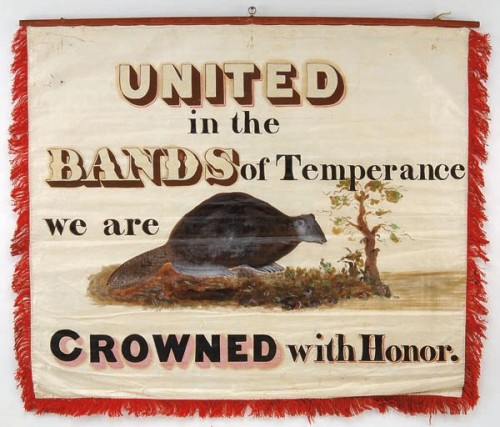 UNITED
in the
BANDS of Temperance
we are
CROWNED with Honor.